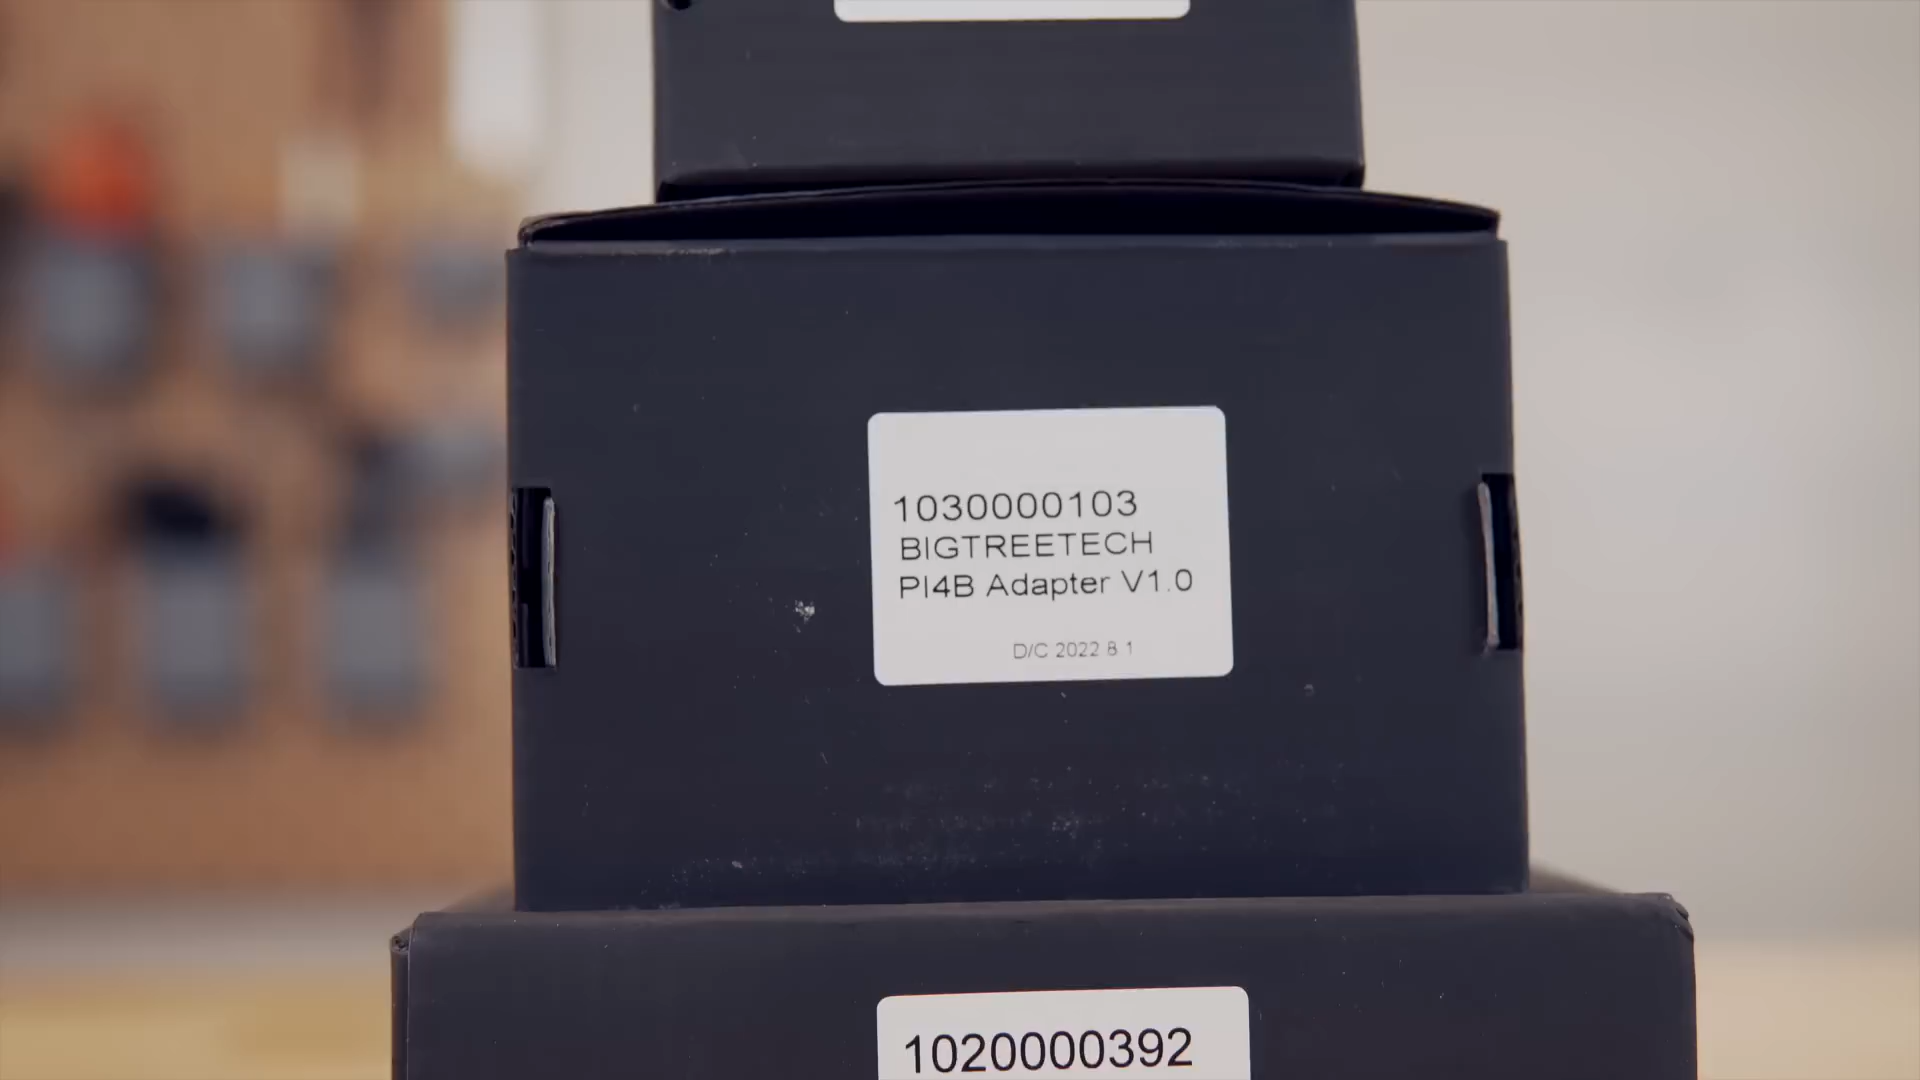 1030000103
BIGTREETECH
PI4B Adapter V1.0
D/C 2022 8 1
1020000392